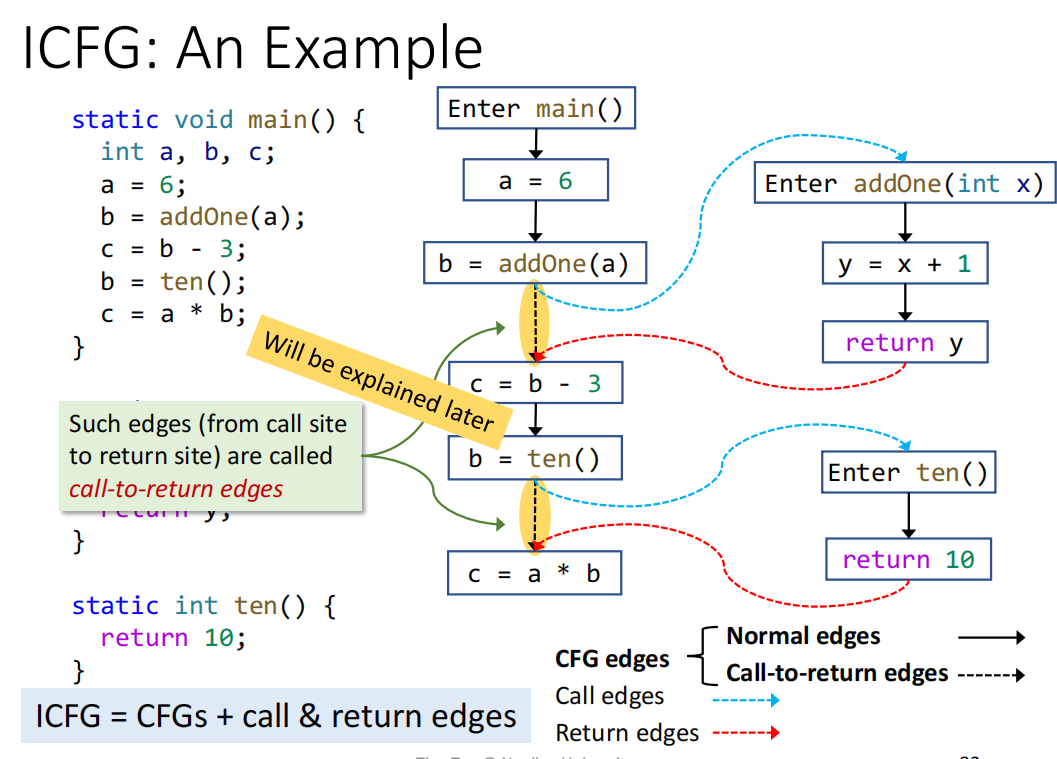 ICFG: An Example
static void main() {
int a, b, c;
a = 6;
b = addOne(a);
c = b - 3;
b = ten();
c = a * b;
}
Such edges (from call site
to return site) are called
call-to-return edges
return y;
}
static int ten() {
return 10;
}
ICFG = CFGs + call & return edges
Will be explained later
Enter main()
a = 6
b = addOne(a)
c = b - 3
b = ten()
c = a * b
Enter addOne(int x)
y = x + 1
return y
Enter ten()
return 10
CFG edges
Normal edges
Call-to-return edges
Call edges
Return edges